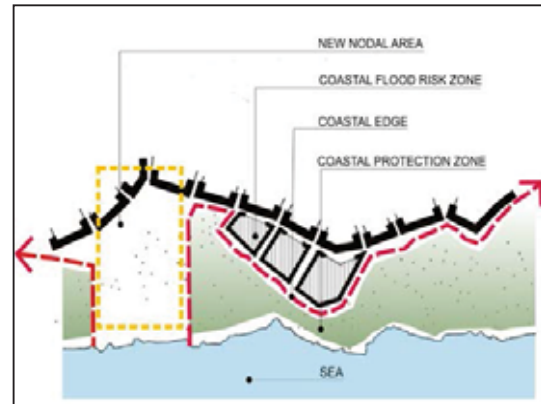 NEW NODAL AREA
COASTAL FLOOD RISK ZONE
COASTAL EDGE
COASTAL PROTECTION ZONE
SEA